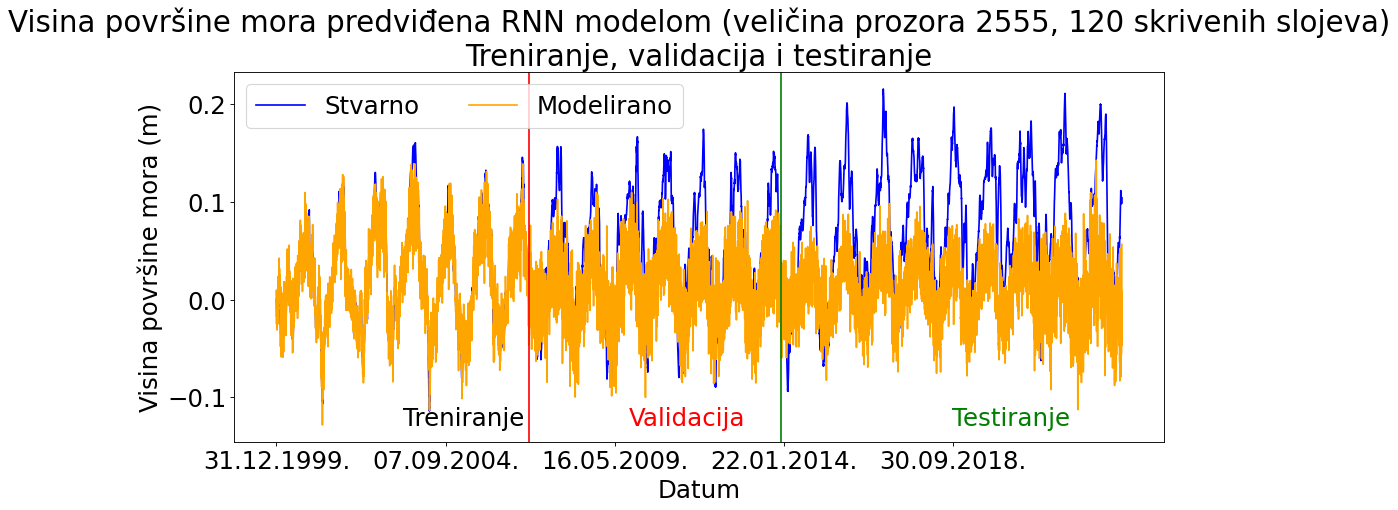 Visina površine mora predviđena RNN modelom (veličina prozora 2555, 120 skrivenih slojeva)
Treniranje, validacija i testiranje
Stvarno
Modelirano
Visina površine mora (m)
0.2
0.1
0.0
−0.1
Treniranje
Validacija
Testiranje
31.12.1999.
07.09.2004.
16.05.2009.
22.01.2014.
30.09.2018.
Datum